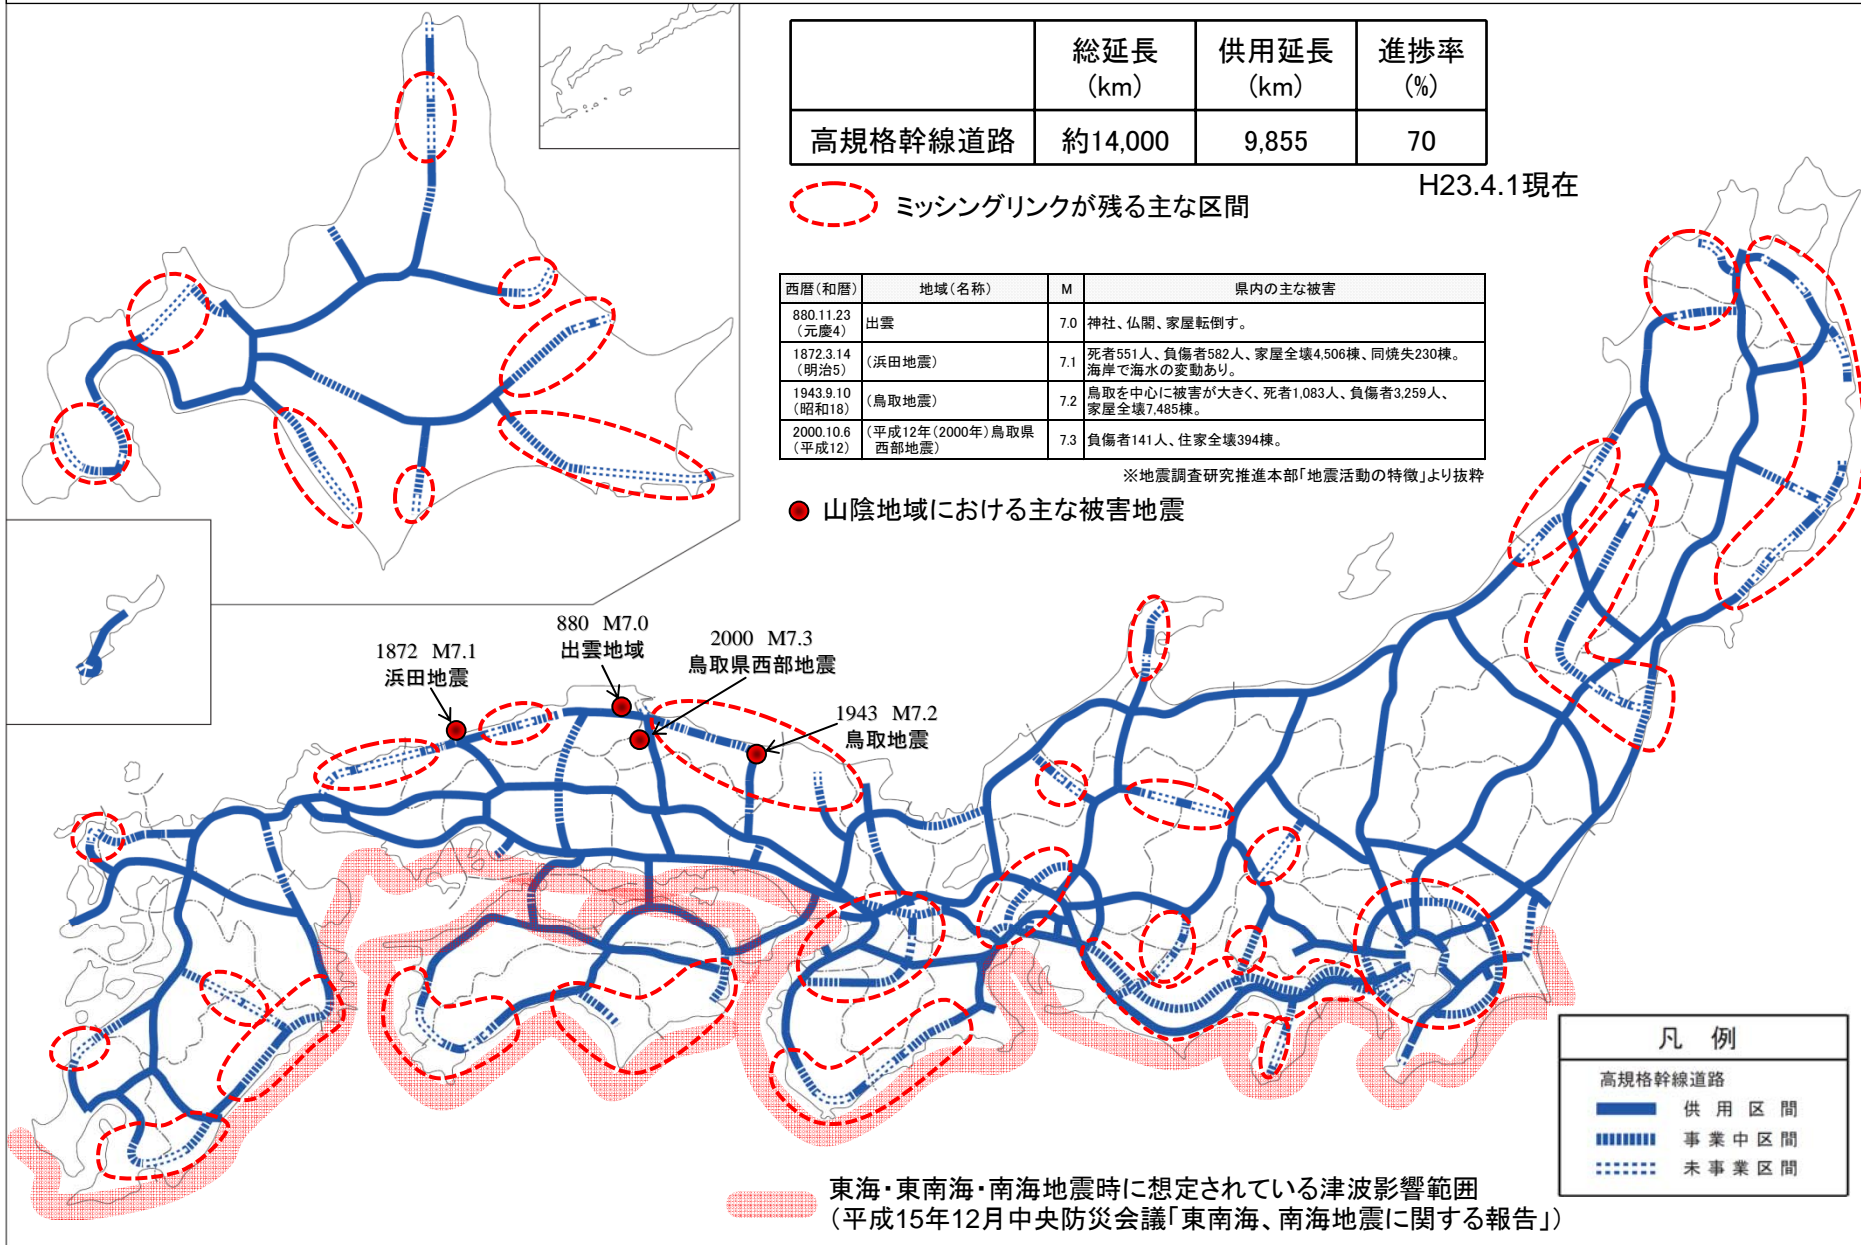 総延長
(km)
供用延長
(km)
進捗率
(%)
高規格幹線道路
約14,000
9,855
70
H23.4.1現在
ミッシングリンクが残る主な区間
西暦(和暦)
地域(名称)
M
県内の主な被害
880.11.23
(元慶4)
出雲
7.0
神社、仏閣、家屋転倒す。
1872.3.14
(明治5)
(浜田地震)
7.1
死者551人、負傷者582人、家屋全壊4,506棟、同焼失230棟。
海岸で海水の変動あり。
1943.9.10
(昭和18)
(鳥取地震)
7.2
鳥取を中心に被害が大きく、死者1,083人、負傷者3,259人、
家屋全壊7,485棟。
2000.10.6
(平成12)
(平成12年(2000年)鳥取県
西部地震)
7.3
負傷者141人、住家全壊394棟。
※地震調査研究推進本部「地震活動の特徴」より抜粋
山陰地域における主な被害地震
1872 M7.1
浜田地震
880 M7.0
出雲地域
2000 M7.3
鳥取県西部地震
1943 M7.2
鳥取地震
凡 例
高規格幹線道路
供 用 区 間
事 業 中 区 間
未 事 業 区 間
東海・東南海・南海地震時に想定されている津波影響範囲
(平成15年12月中央防災会議「東南海、南海地震に関する報告」)